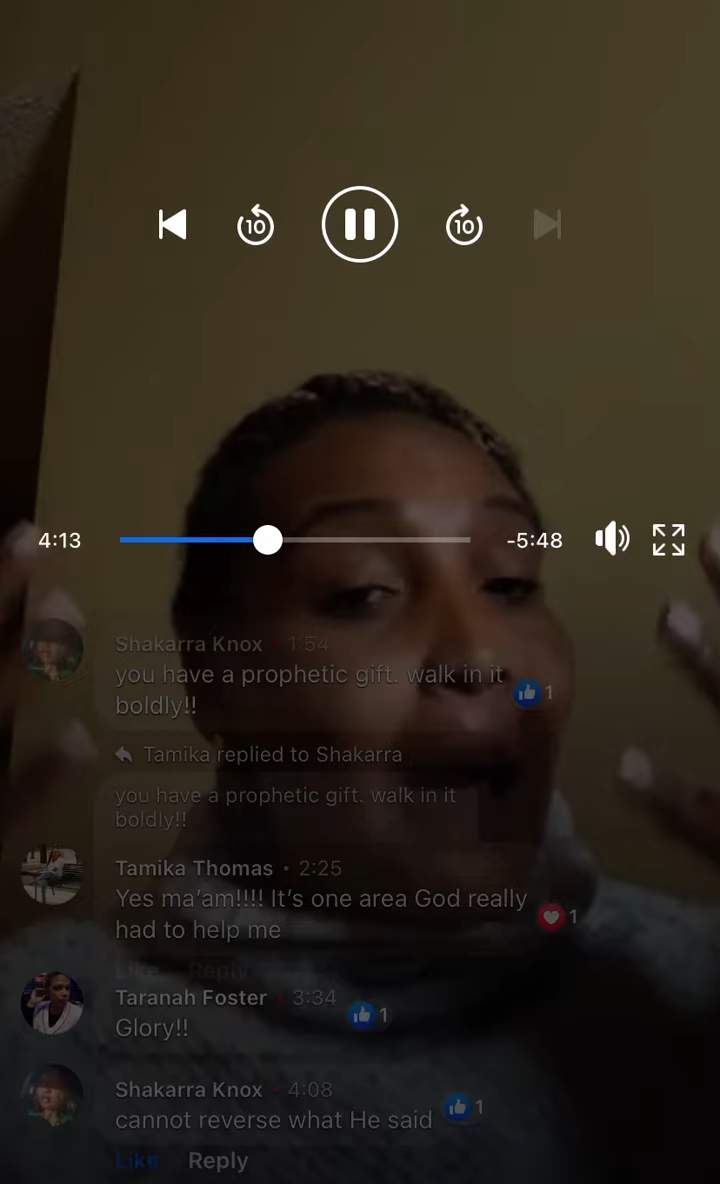 10
10
4:13
-5:48
Shakarra Knox • 1:54
you have a prophetic gift. walk in it
boldly!!
1
Tamika replied to Shakarra
you have a prophetic gift. walk in it
boldly!!
Tamika Thomas • 2:25
Yes ma’am!!!! It’s one area God really
had to help me
1
Like Reply
Taranah Foster • 3:34
Glory!!
1
Shakarra Knox • 4:08
cannot reverse what He said
1
Like Reply